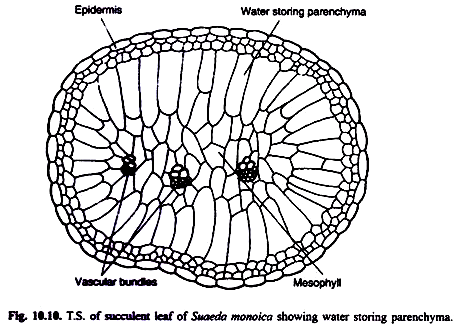 Epidermis
Water storing parenchyma
Vascular bundles
Mesophyll
Fig. 10.10. T.S. of succulent leaf of Suaeda monoica showing water storing parenchyma.